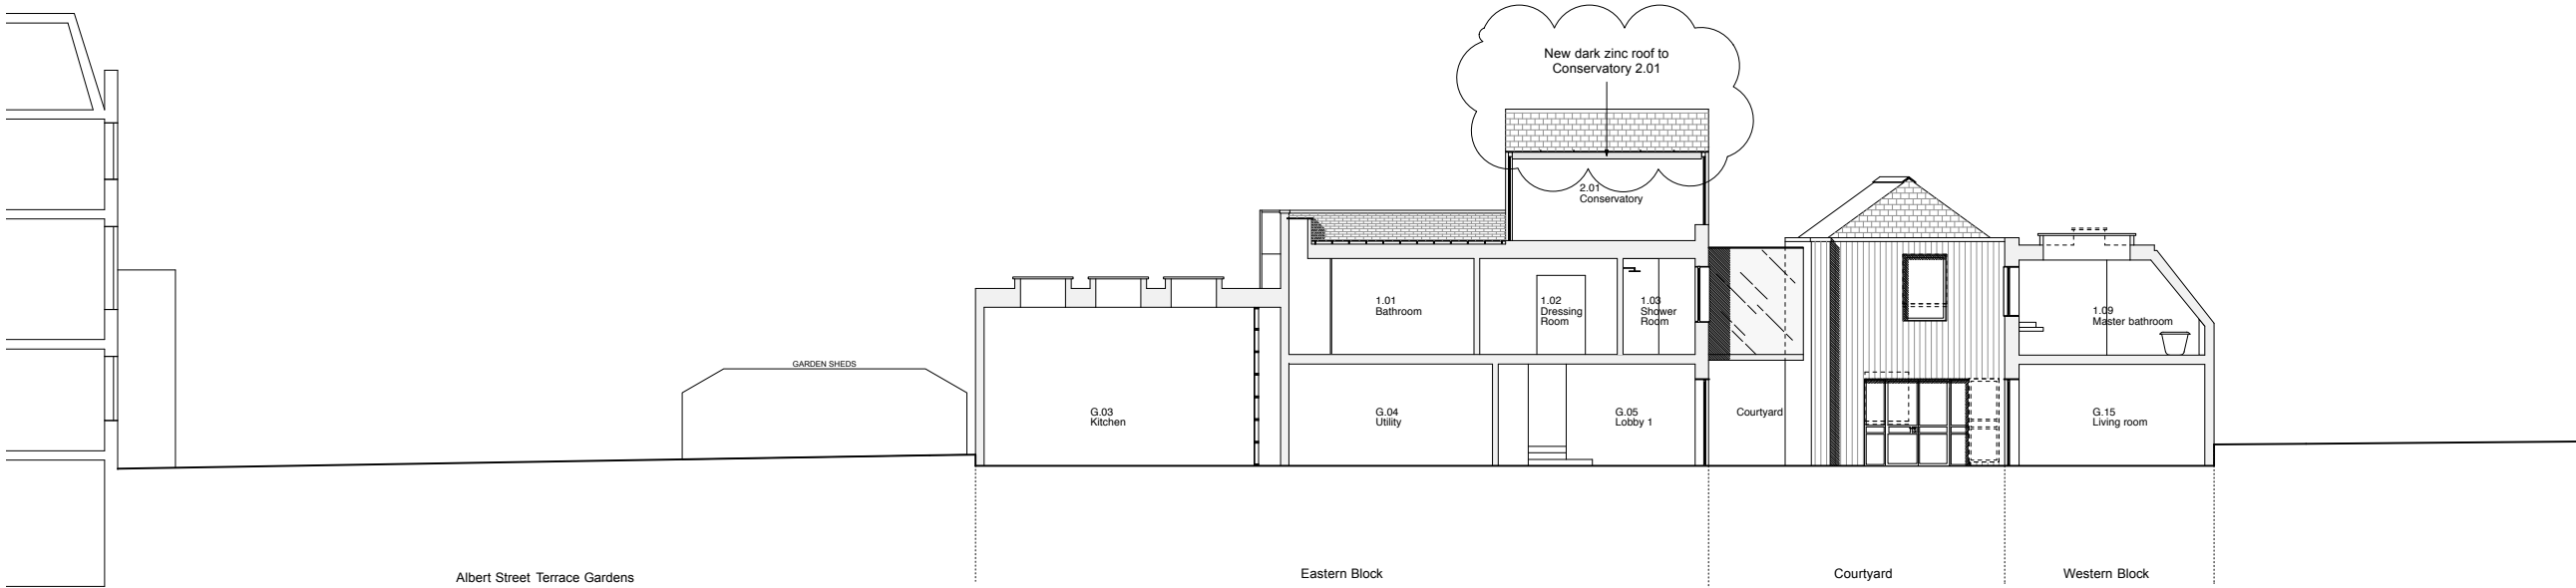 New dark zinc roof to
Conservatory 2.01
2.01
Conservatory
1.01
Bathroom
1.02
Dressing
Room
1.03
Shower
Room
1.09
Master bathroom
GARDEN SHEDS
G.03
Kitchen
G.04
Utility
G.05
Lobby 1
Courtyard
G.15
Living room
Albert Street Terrace Gardens
Eastern Block
Courtyard
Western Block